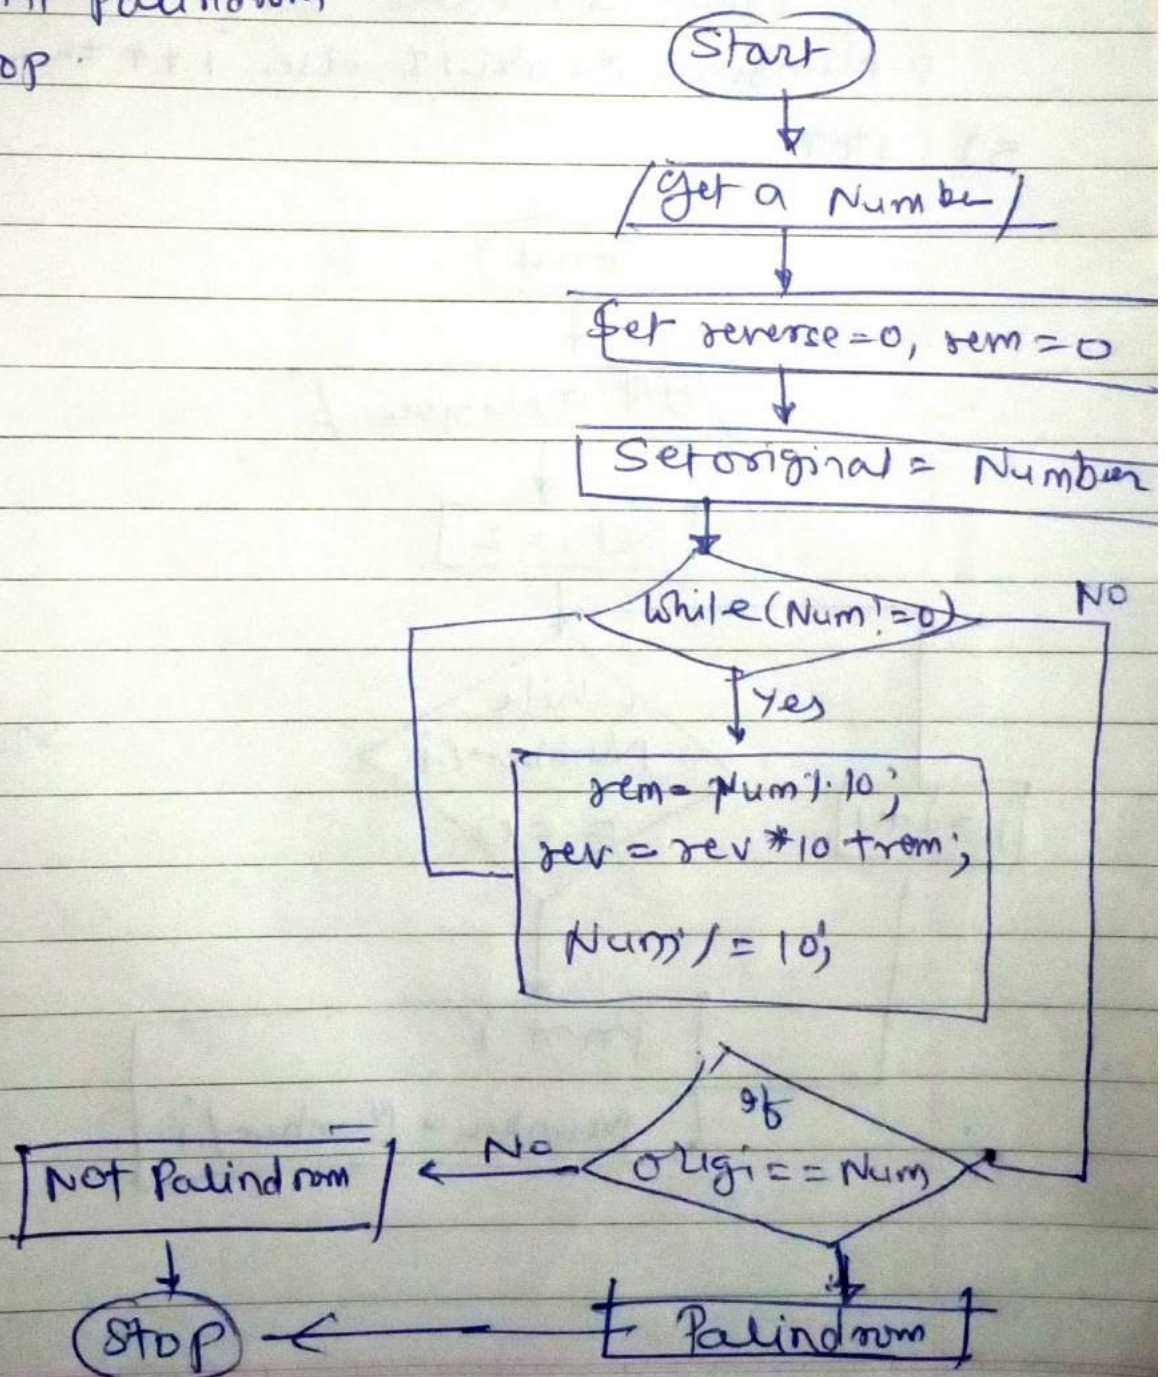 Palindrom
op.
Start
Get a Number
Set reverse=0, rem=0
Set original = Number
while(Num!=0)
NO
Yes
rem= Num%10;
rev=rev*10+rem;
Num/=10;
If
origi==Num
No
Not Palindrom
Stop
Palindrom